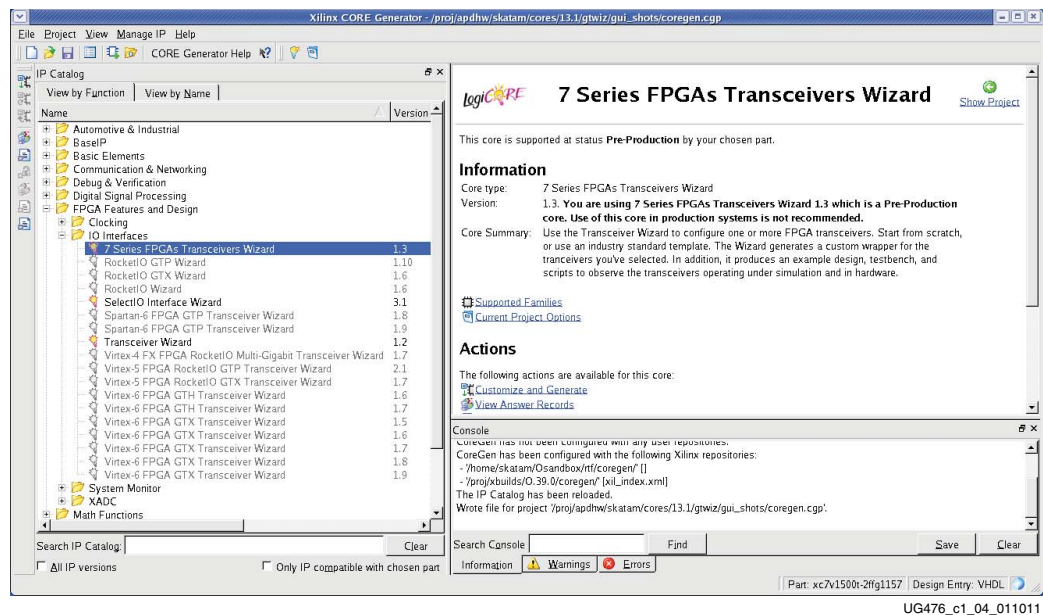 Xilinx CORE Generator - /proj/apdhw/skatam/cores/13.1/gtwiz/gui_shots/coregen.cgp
File Project View Manage IP Help
CORE Generator Help
IP Catalog
View by Function View by Name
Name Version
Automotive & Industrial
BaseIP
Basic Elements
Communication & Networking
Debug & Verification
Digital Signal Processing
FPGA Features and Design
Clocking
IO Interfaces
7 Series FPGAs Transceivers Wizard 1.3
RocketIO GTP Wizard 1.10
RocketIO GTX Wizard 1.6
RocketIO Wizard 1.6
SelectIO Interface Wizard 3.1
Spartan-6 FPGA GTP Transceiver Wizard 1.8
Spartan-6 FPGA GTP Transceiver Wizard 1.9
Transceiver Wizard 1.2
Virtex-4 FX FPGA RocketIO Multi-Gigabit Transceiver Wizard 1.7
Virtex-5 FPGA RocketIO GTP Transceiver Wizard 2.1
Virtex-5 FPGA RocketIO GTX Transceiver Wizard 1.7
Virtex-6 FPGA GTH Transceiver Wizard 1.6
Virtex-6 FPGA GTH Transceiver Wizard 1.7
Virtex-6 FPGA GTX Transceiver Wizard 1.5
Virtex-6 FPGA GTX Transceiver Wizard 1.6
Virtex-6 FPGA GTX Transceiver Wizard 1.7
Virtex-6 FPGA GTX Transceiver Wizard 1.8
Virtex-6 FPGA GTX Transceiver Wizard 1.9
System Monitor
XADC
Math Functions
Search IP Catalog: Clear
All IP versions Only IP compatible with chosen part
logiCORE 7 Series FPGAs Transceivers Wizard Show Project
This core is supported at status Pre-Production by your chosen part.
Information
Core type: 7 Series FPGAs Transceivers Wizard
Version: 1.3. You are using 7 Series FPGAs Transceivers Wizard 1.3 which is a Pre-Production
core. Use of this core in production systems is not recommended.
Core Summary: Use the Transceiver Wizard to configure one or more FPGA transceivers. Start from scratch,
or use an industry standard template. The Wizard generates a custom wrapper for the
tranceivers you've selected. In addition, it produces an example design, testbench, and
scripts to observe the transceivers operating under simulation and in hardware.
Supported Families
Current Project Options
Actions
The following actions are available for this core:
Customize and Generate
View Answer Records
Console
CoreGen has not been configured with any user repositories.
CoreGen has been configured with the following Xilinx repositories:
- '/home/skatam/Osandbox/rtf/coregen/' []
- '/proj/xbuilds/O.39.0/coregen/' [xil_index.xml]
The IP Catalog has been reloaded.
Wrote file for project '/proj/apdhw/skatam/cores/13.1/gtwiz/gui_shots/coregen.cgp'.
Search Console Find Save Clear
Information Warnings Errors
Part: xc7v1500t-2ffg1157 Design Entry: VHDL
UG476_c1_04_011011